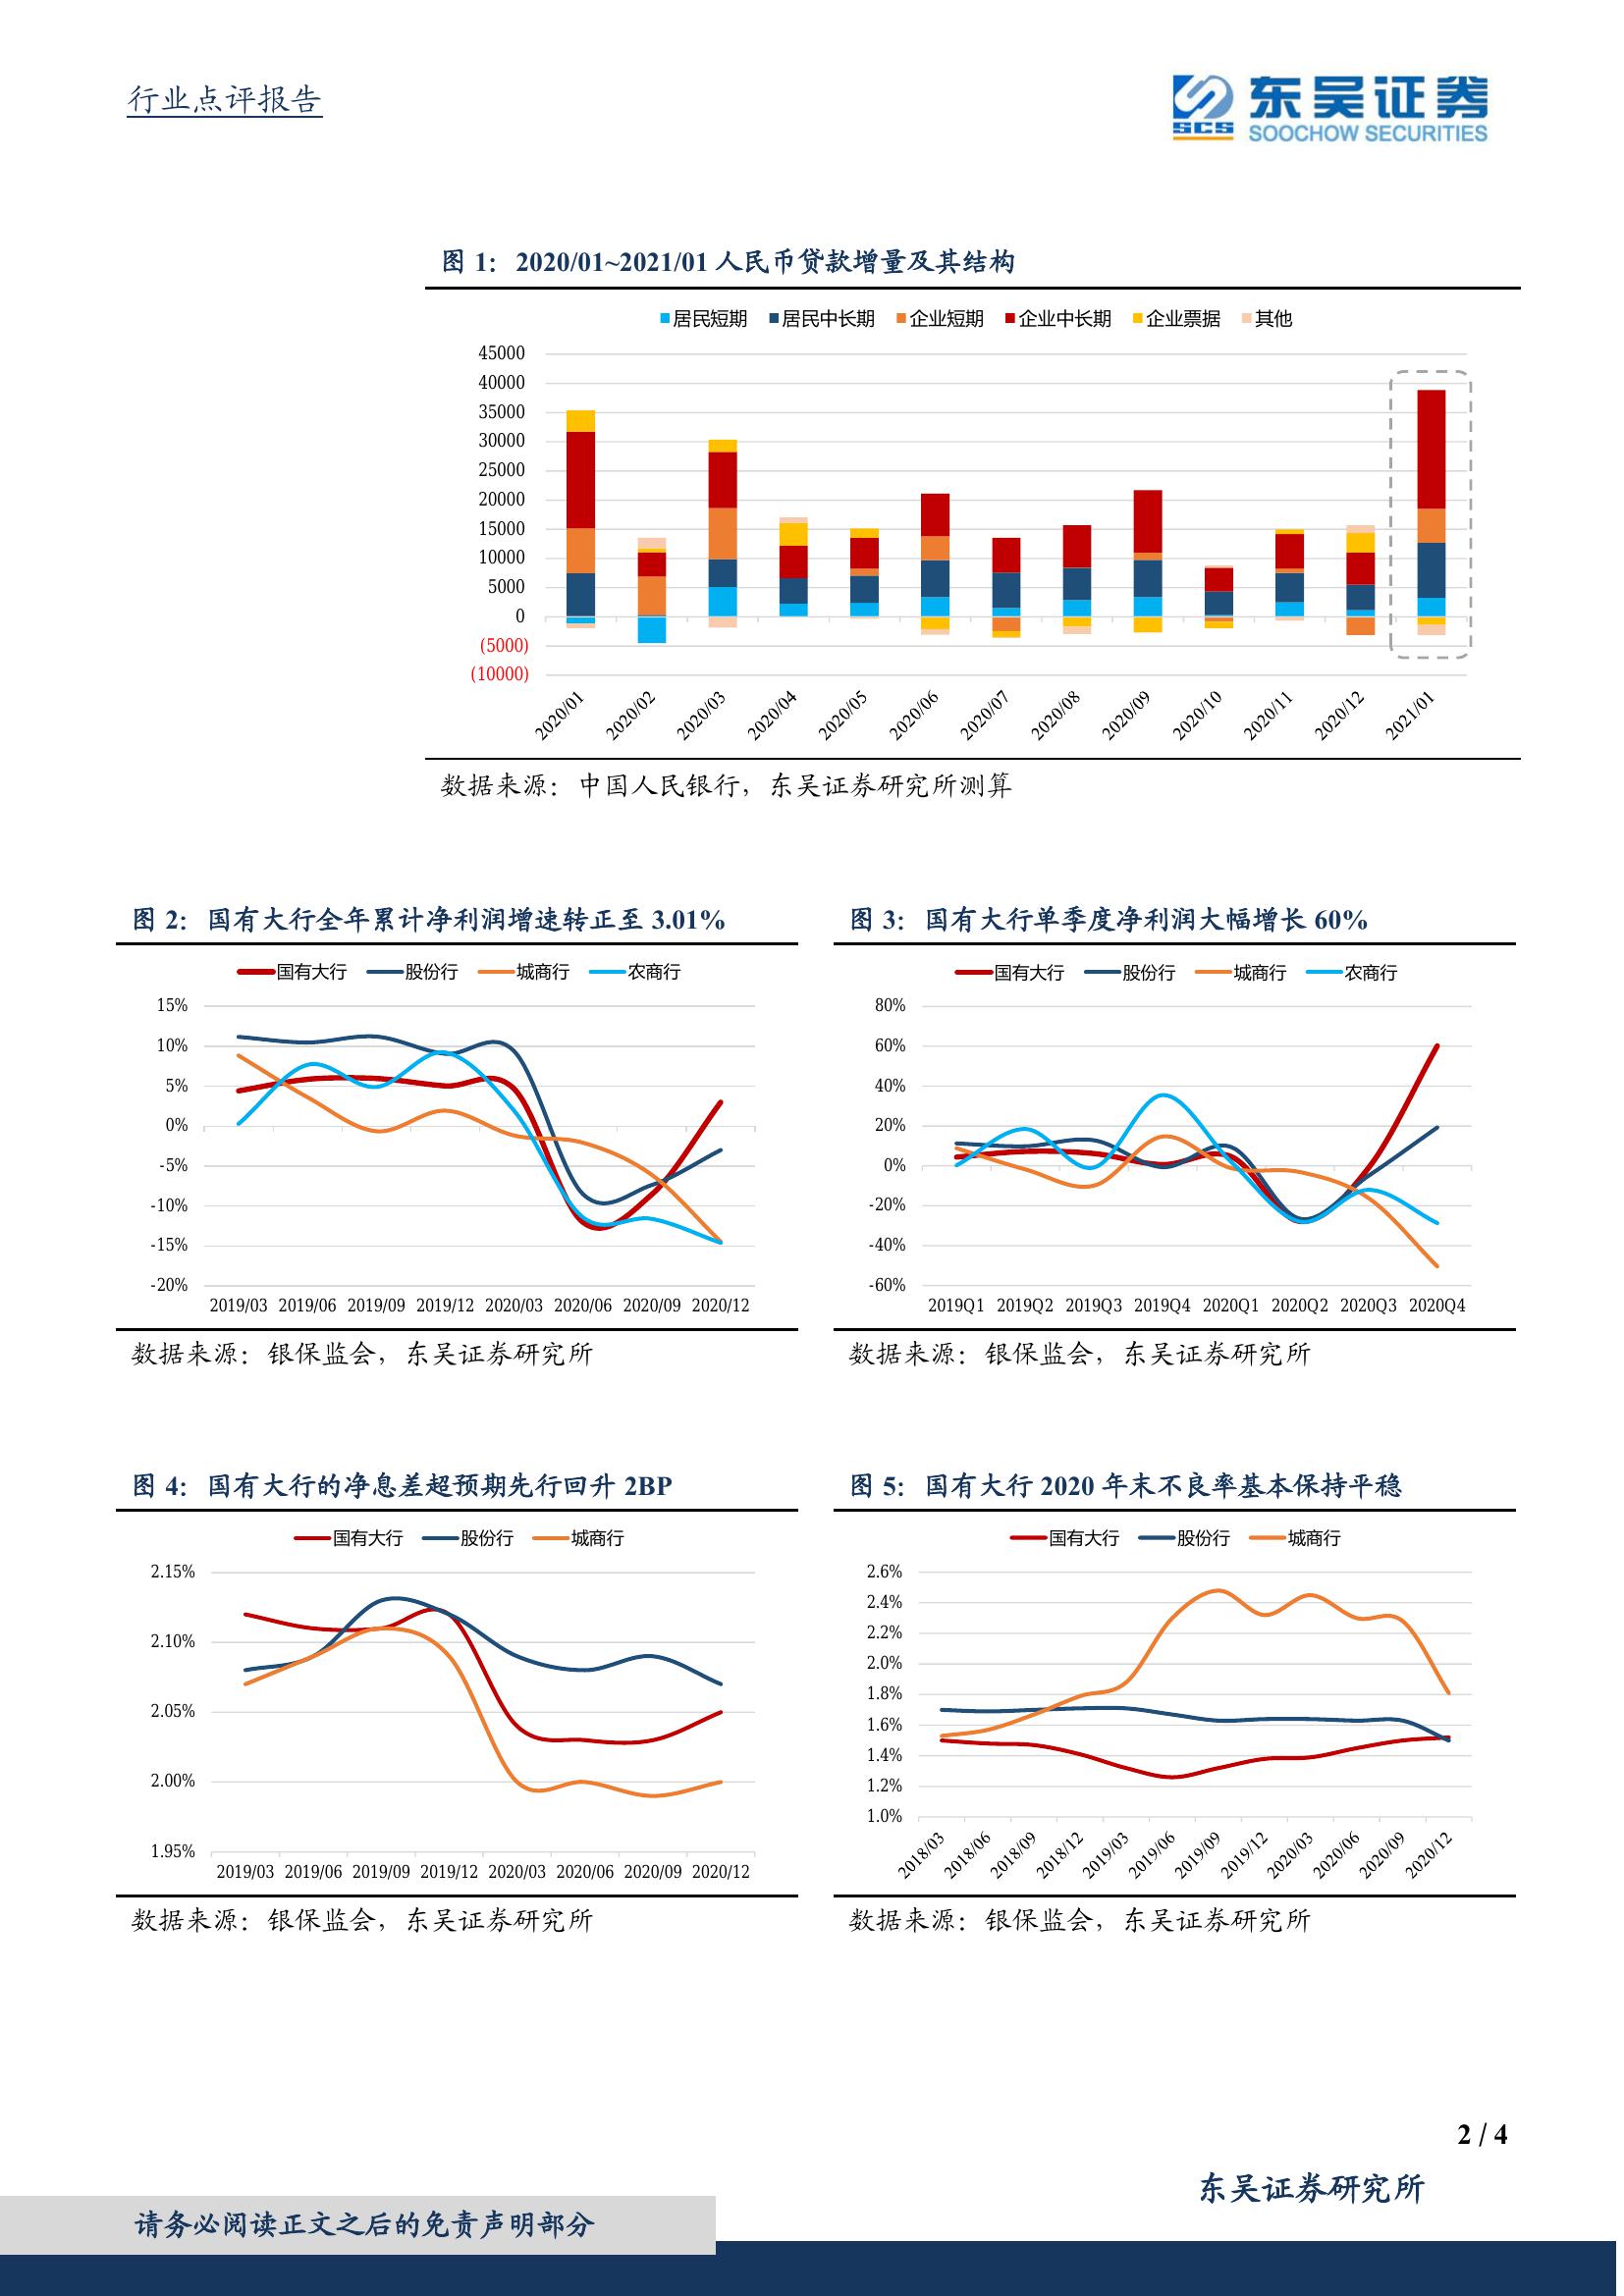 行业点评报告
东吴证券
SCS
SOOCHOW SECURITIES
图 1： 2020/01~2021/01 人民币贷款增量及其结构
居民短期 居民中长期 企业短期 企业中长期 企业票据 其他
45000
40000
35000
30000
25000
20000
15000
10000
5000
0
(5000)
(10000)
2020/01 2020/02 2020/03 2020/04 2020/05 2020/06 2020/07 2020/08 2020/09 2020/10 2020/11 2020/12 2021/01
数据来源：中国人民银行，东吴证券研究所测算
图 2： 国有大行全年累计净利润增速转正至 3.01%
国有大行 股份行 城商行 农商行
15%
10%
5%
0%
-5%
-10%
-15%
-20%
2019/03 2019/06 2019/09 2019/12 2020/03 2020/06 2020/09 2020/12
数据来源：银保监会，东吴证券研究所
图 3： 国有大行单季度净利润大幅增长 60%
国有大行 股份行 城商行 农商行
80%
60%
40%
20%
0%
-20%
-40%
-60%
2019Q1 2019Q2 2019Q3 2019Q4 2020Q1 2020Q2 2020Q3 2020Q4
数据来源：银保监会，东吴证券研究所
图 4： 国有大行的净息差超预期先行回升 2BP
国有大行 股份行 城商行
2.15%
2.10%
2.05%
2.00%
1.95%
2019/03 2019/06 2019/09 2019/12 2020/03 2020/06 2020/09 2020/12
数据来源：银保监会，东吴证券研究所
图 5： 国有大行 2020 年末不良率基本保持平稳
国有大行 股份行 城商行
2.6%
2.4%
2.2%
2.0%
1.8%
1.6%
1.4%
1.2%
1.0%
2018/03 2018/06 2018/09 2018/12 2019/03 2019/06 2019/09 2019/12 2020/03 2020/06 2020/09 2020/12
数据来源：银保监会，东吴证券研究所
2 / 4
东吴证券研究所
请务必阅读正文之后的免责声明部分